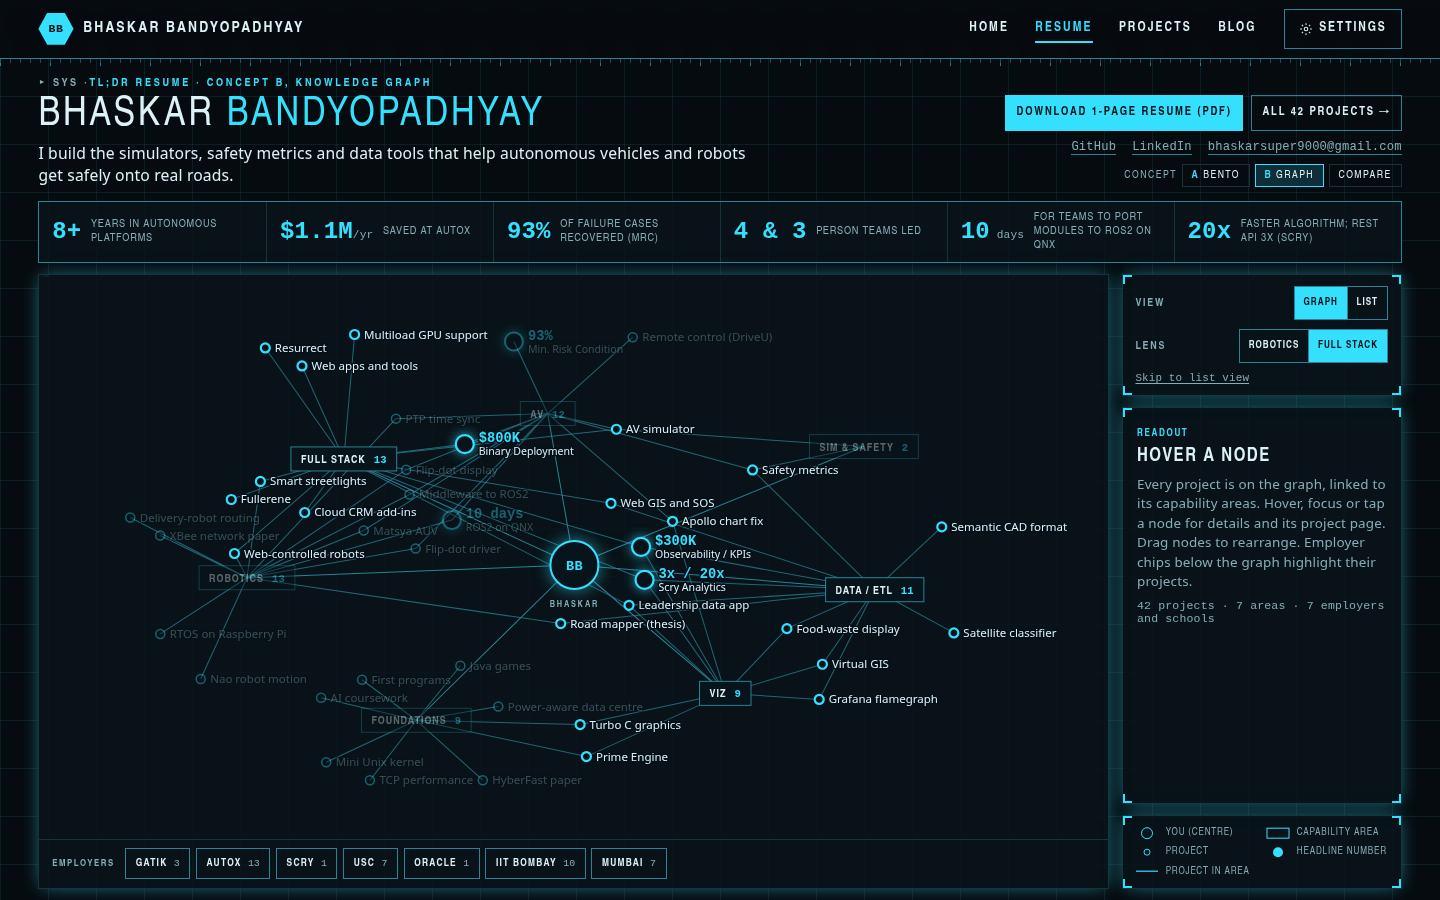 BB BHASKAR BANDYOPADHYAY
HOME RESUME PROJECTS BLOG SETTINGS
SYS ·TL;DR RESUME · CONCEPT B, KNOWLEDGE GRAPH
BHASKAR BANDYOPADHYAY
I build the simulators, safety metrics and data tools that help autonomous vehicles and robots
get safely onto real roads.
DOWNLOAD 1-PAGE RESUME (PDF)
ALL 42 PROJECTS →
GitHub LinkedIn bhaskarsuper9000@gmail.com
CONCEPT A BENTO B GRAPH COMPARE
8+ YEARS IN AUTONOMOUS
PLATFORMS
$1.1M/yr SAVED AT AUTOX
93% OF FAILURE CASES
RECOVERED (MRC)
4 & 3 PERSON TEAMS LED
10 days FOR TEAMS TO PORT
MODULES TO ROS2 ON
QNX
20x FASTER ALGORITHM; REST
API 3X (SCRY)
Multiload GPU support
Resurrect
Web apps and tools
93%
Min. Risk Condition
Remote control (DriveU)
PTP time sync
AV 12
$800K
Binary Deployment
AV simulator
SIM & SAFETY 2
FULL STACK 13
Flip-dot display
Safety metrics
Smart streetlights
Fullerene
Middleware to ROS2
Web GIS and SOS
Cloud CRM add-ins
10 days
ROS2 on QNX
Apollo chart fix
Semantic CAD format
Delivery-robot routing
XBee network paper
Matsya AUV
Flip-dot driver
Web-controlled robots
$300K
Observability / KPIs
BB
BHASKAR
3x / 20x
Scry Analytics
ROBOTICS 13
DATA / ETL 11
Leadership data app
Road mapper (thesis)
Food-waste display
Satellite classifier
RTOS on Raspberry Pi
Virtual GIS
Java games
Nao robot motion
First programs
AI coursework
VIZ 9
Grafana flamegraph
Power-aware data centre
FOUNDATIONS 9
Turbo C graphics
Prime Engine
Mini Unix kernel
TCP performance
HyberFast paper
EMPLOYERS GATIK 3 AUTOX 13 SCRY 1 USC 7 ORACLE 1 IIT BOMBAY 10 MUMBAI 7
VIEW GRAPH LIST
LENS ROBOTICS FULL STACK
Skip to list view
READOUT
HOVER A NODE
Every project is on the graph, linked to
its capability areas. Hover, focus or tap
a node for details and its project page.
Drag nodes to rearrange. Employer
chips below the graph highlight their
projects.
42 projects · 7 areas · 7 employers
and schools
YOU (CENTRE) CAPABILITY AREA
PROJECT HEADLINE NUMBER
PROJECT IN AREA